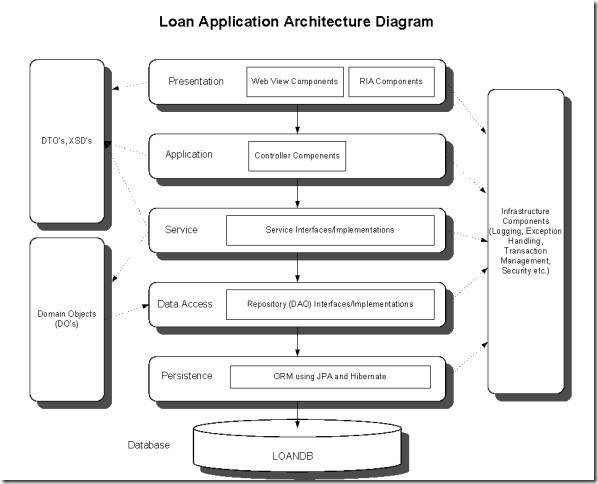 Loan Application Architecture Diagram
Presentation
Web View Components
RIA Components
DTO's, XSD's
Application
Controller Components
Infrastructure
Components
(Logging, Exception
Handling,
Transaction
Management,
Security etc.)
Service
Service Interfaces/Implementations
Domain Objects
(DO's)
Data Access
Repository (DAO) Interfaces/Implementations
Persistence
ORM using JPA and Hibernate
Database
LOANDB